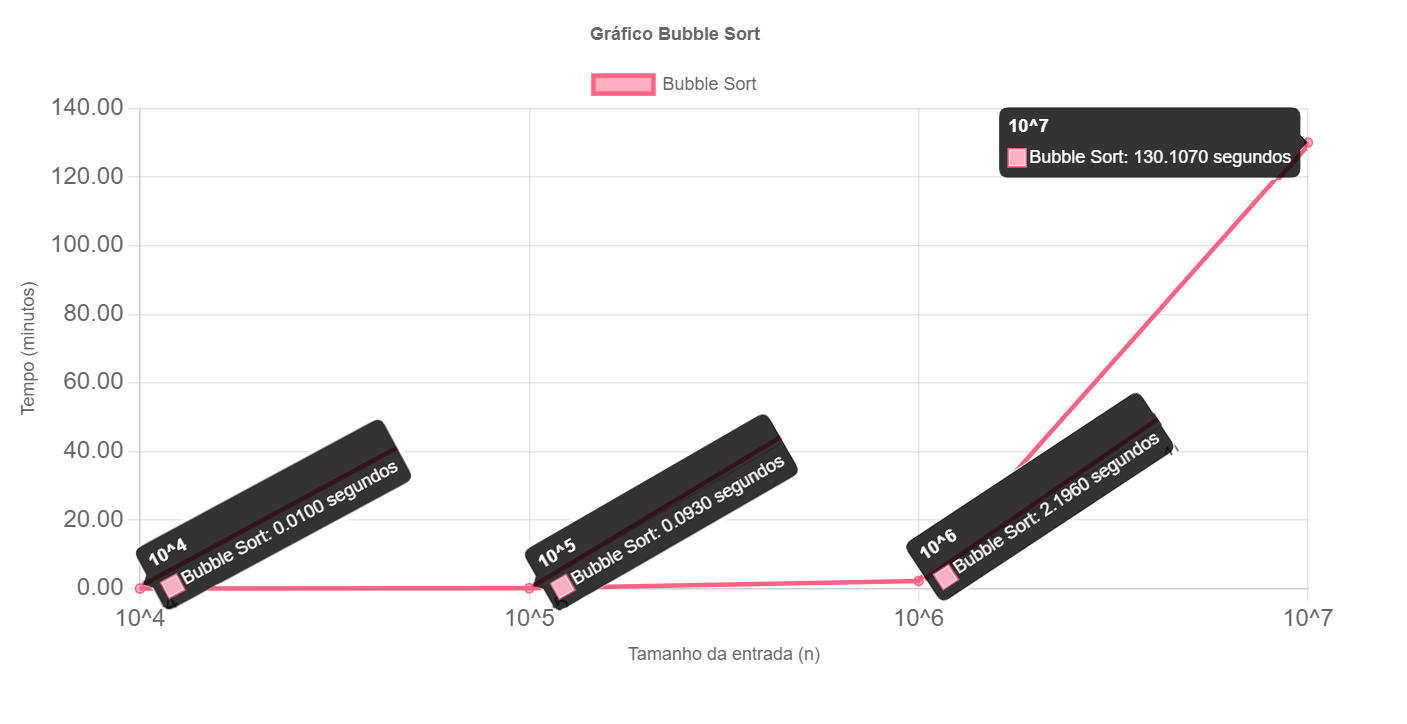 Gráfico Bubble Sort
Bubble Sort
140.00
120.00
100.00
80.00
60.00
40.00
20.00
0.00
Tempo (minutos)
10^4
Bubble Sort: 0.0100 segundos
10^5
Bubble Sort: 0.0930 segundos
10^6
Bubble Sort: 2.1960 segundos
10^7
Bubble Sort: 130.1070 segundos
10^4
10^5
10^6
10^7
Tamanho da entrada (n)